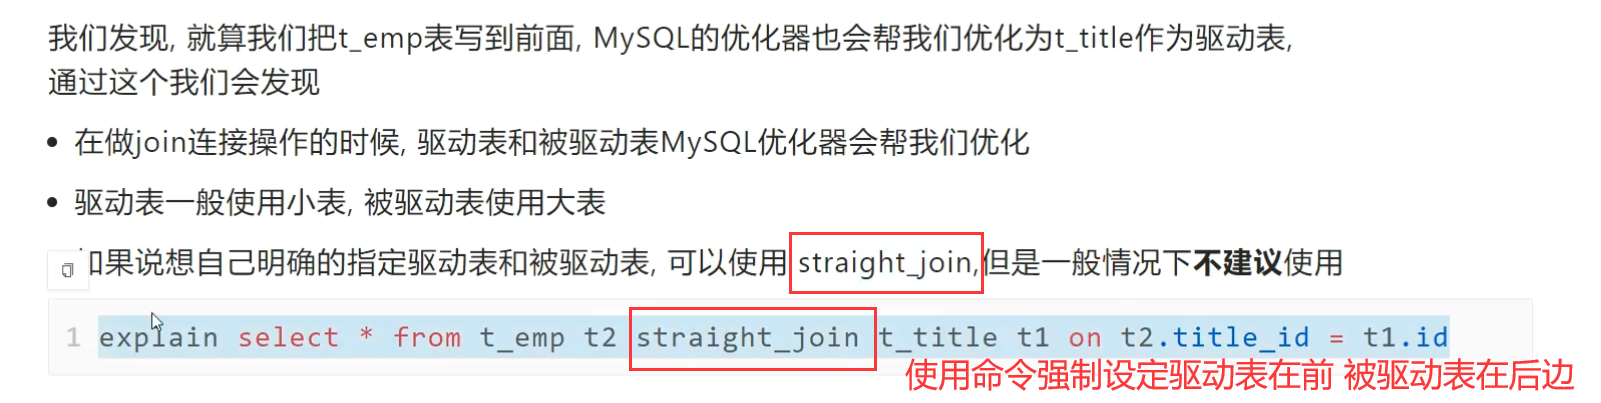 我们发现, 就算我们把t_emp表写到前面, MySQL的优化器也会帮我们优化为t_title作为驱动表,
通过这个我们会发现
在做join连接操作的时候, 驱动表和被驱动表MySQL优化器会帮我们优化
驱动表一般使用小表, 被驱动表使用大表
如果说想自己明确的指定驱动表和被驱动表, 可以使用 straight_join,但是一般情况下不建议使用
1 explain select * from t_emp t2 straight_join t_title t1 on t2.title_id = t1.id
使用命令强制设定驱动表在前 被驱动表在后边